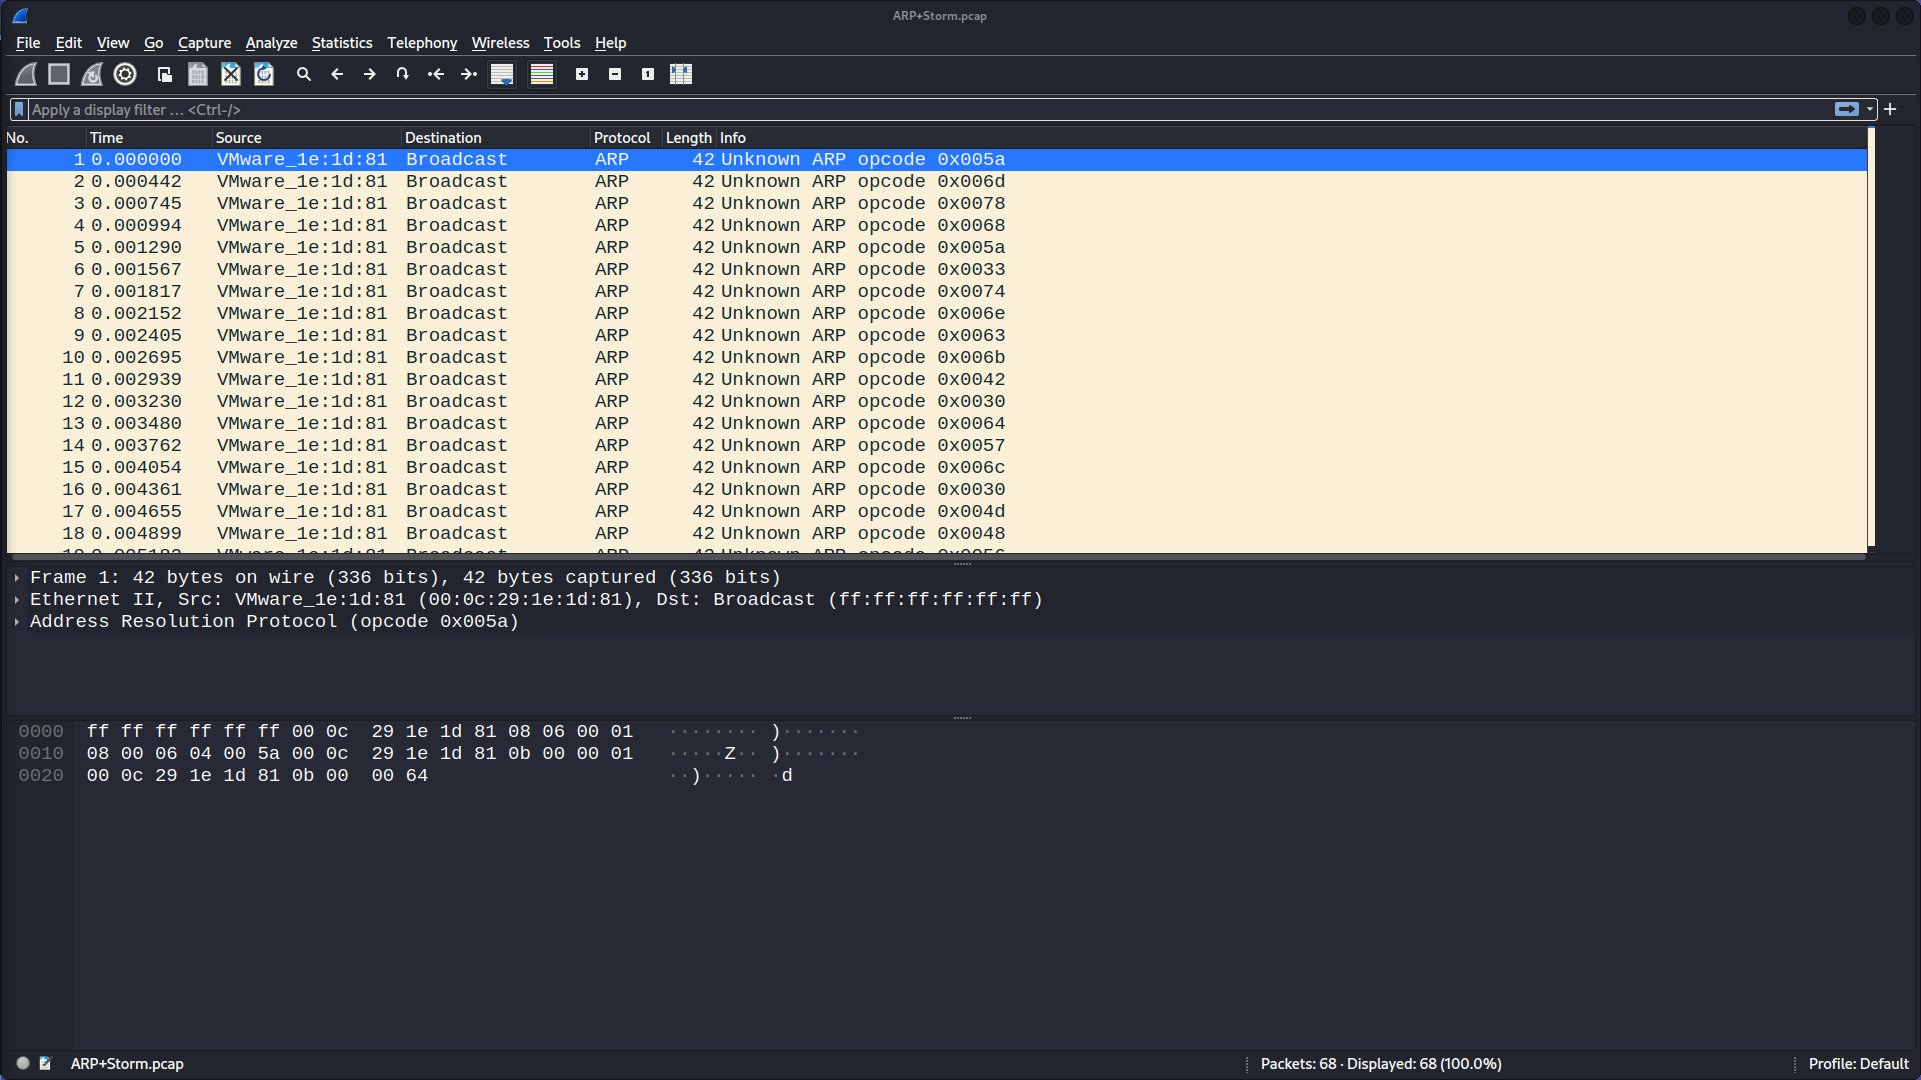 ARP+Storm.pcap
File Edit View Go Capture Analyze Statistics Telephony Wireless Tools Help
Apply a display filter … <Ctrl-/>
No. Time Source Destination Protocol Length Info
1 0.000000 VMware_1e:1d:81 Broadcast ARP 42 Unknown ARP opcode 0x005a
2 0.000442 VMware_1e:1d:81 Broadcast ARP 42 Unknown ARP opcode 0x006d
3 0.000745 VMware_1e:1d:81 Broadcast ARP 42 Unknown ARP opcode 0x0078
4 0.000994 VMware_1e:1d:81 Broadcast ARP 42 Unknown ARP opcode 0x0068
5 0.001290 VMware_1e:1d:81 Broadcast ARP 42 Unknown ARP opcode 0x005a
6 0.001567 VMware_1e:1d:81 Broadcast ARP 42 Unknown ARP opcode 0x0033
7 0.001817 VMware_1e:1d:81 Broadcast ARP 42 Unknown ARP opcode 0x0074
8 0.002152 VMware_1e:1d:81 Broadcast ARP 42 Unknown ARP opcode 0x006e
9 0.002405 VMware_1e:1d:81 Broadcast ARP 42 Unknown ARP opcode 0x0063
10 0.002695 VMware_1e:1d:81 Broadcast ARP 42 Unknown ARP opcode 0x006b
11 0.002939 VMware_1e:1d:81 Broadcast ARP 42 Unknown ARP opcode 0x0042
12 0.003230 VMware_1e:1d:81 Broadcast ARP 42 Unknown ARP opcode 0x0030
13 0.003480 VMware_1e:1d:81 Broadcast ARP 42 Unknown ARP opcode 0x0064
14 0.003762 VMware_1e:1d:81 Broadcast ARP 42 Unknown ARP opcode 0x0057
15 0.004054 VMware_1e:1d:81 Broadcast ARP 42 Unknown ARP opcode 0x006c
16 0.004361 VMware_1e:1d:81 Broadcast ARP 42 Unknown ARP opcode 0x0030
17 0.004655 VMware_1e:1d:81 Broadcast ARP 42 Unknown ARP opcode 0x004d
18 0.004899 VMware_1e:1d:81 Broadcast ARP 42 Unknown ARP opcode 0x0048
Frame 1: 42 bytes on wire (336 bits), 42 bytes captured (336 bits)
Ethernet II, Src: VMware_1e:1d:81 (00:0c:29:1e:1d:81), Dst: Broadcast (ff:ff:ff:ff:ff:ff)
Address Resolution Protocol (opcode 0x005a)
0000 ff ff ff ff ff ff 00 0c 29 1e 1d 81 08 06 00 01 ········ )·······
0010 08 00 06 04 00 5a 00 0c 29 1e 1d 81 0b 00 00 01 ·····Z·· )·······
0020 00 0c 29 1e 1d 81 0b 00 00 64 ··)····· ·d
ARP+Storm.pcap Packets: 68 · Displayed: 68 (100.0%) Profile: Default